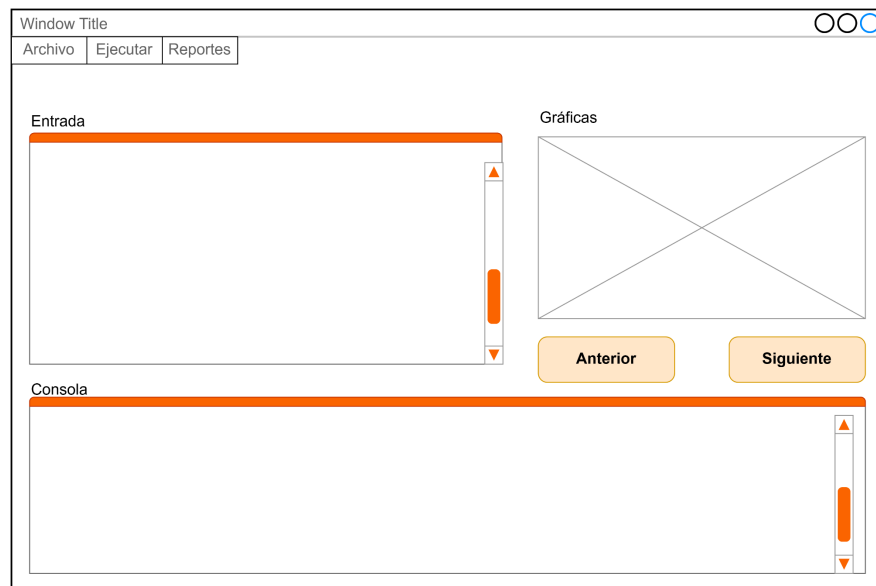 Window Title
Archivo Ejecutar Reportes
Entrada
Gráficas
Anterior Siguiente
Consola